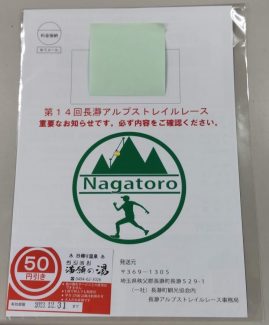 第14回長瀞アルプストレイルレース
重要なお知らせです。必ず内容をご確認ください。
Nagatoro
50
円引き
満願の湯
2023.12.31
発送元
〒369-1305
埼玉県秩父郡長瀞町長瀞529-1
(一社)長瀞町観光協会内
長瀞アルプストレイルレース事務局